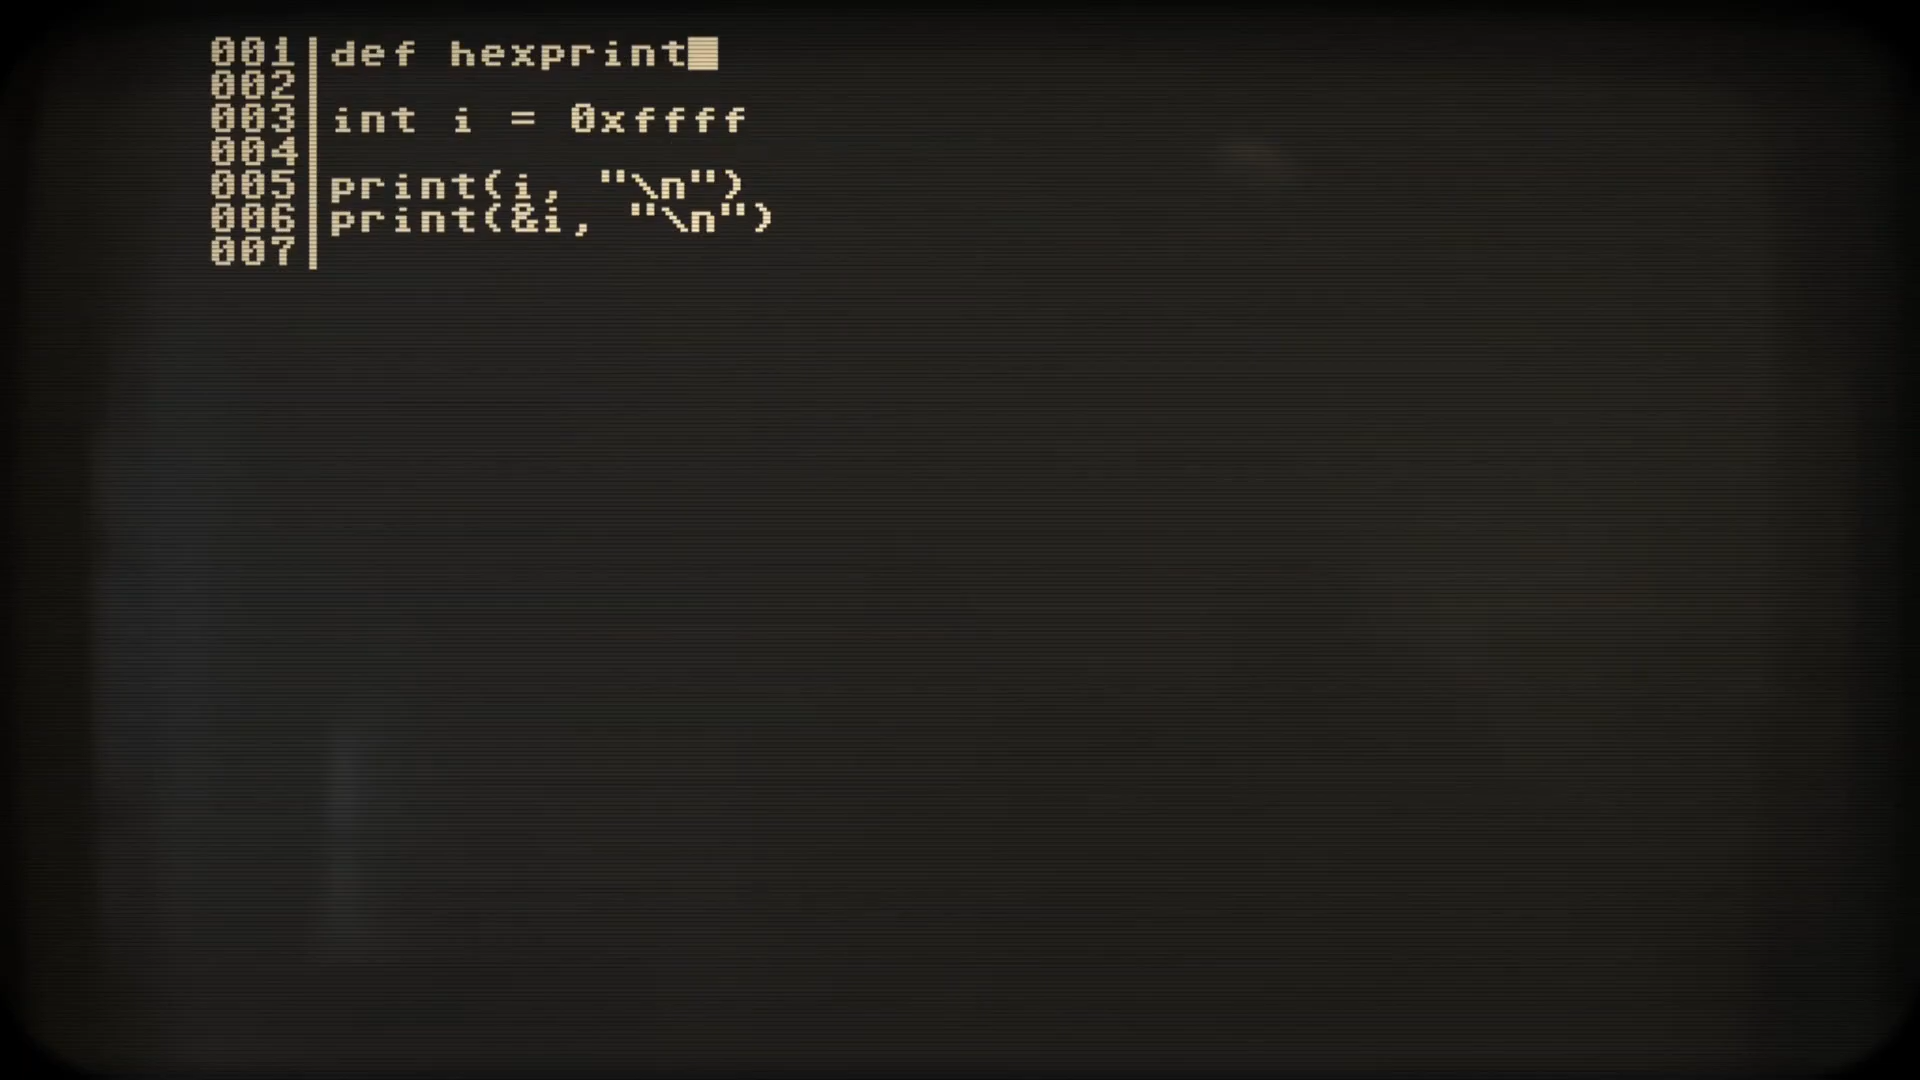 001 def hexprint
002
003 int i = 0xffff
004
005 print(i, "\n")
006 print(&i, "\n")
007